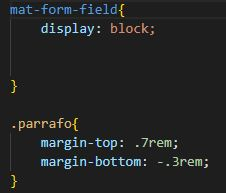 mat-form-field{
display: block;
}
.parrafo{
margin-top: .7rem;
margin-bottom: -.3rem;
}